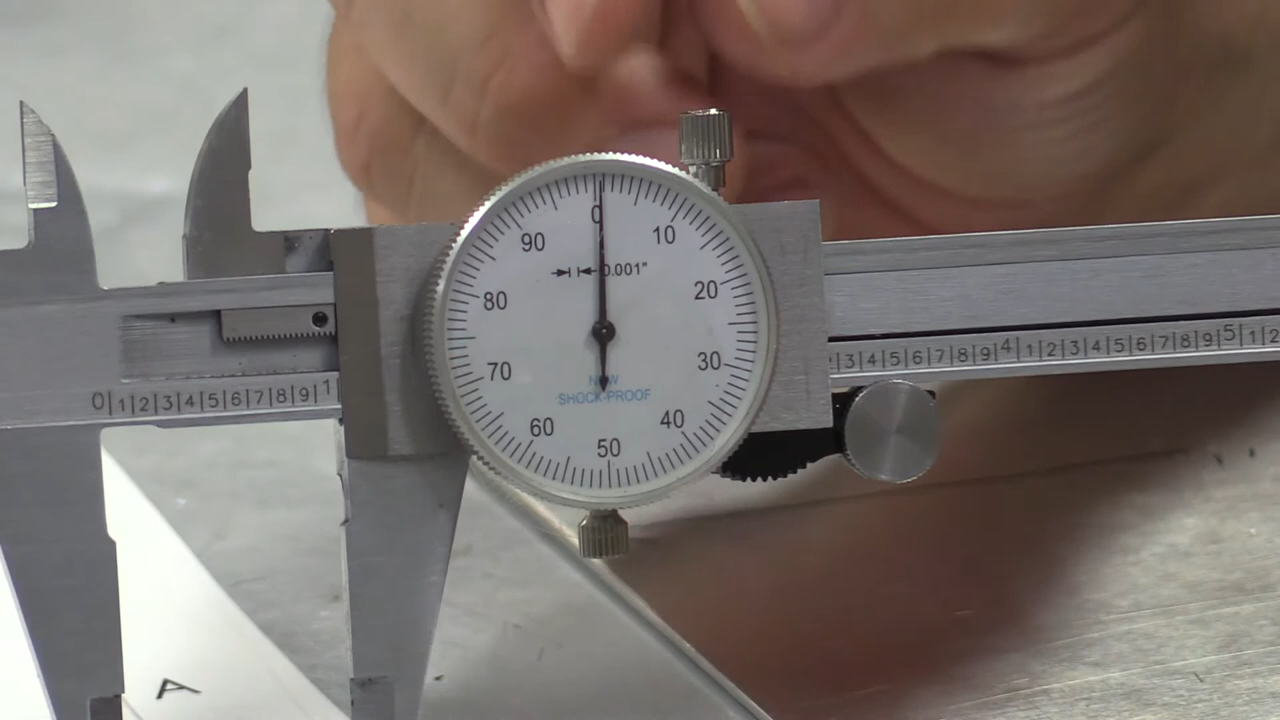 0
90 10
0.001"
80 20
70 30
NEW
SHOCK-PROOF
60 40
50
0 1 2 3 4 5 6 7 8 9 1
3 4 5 6 7 8 9 4 1 2 3 4 5 6 7 8 9 5 1 2
A